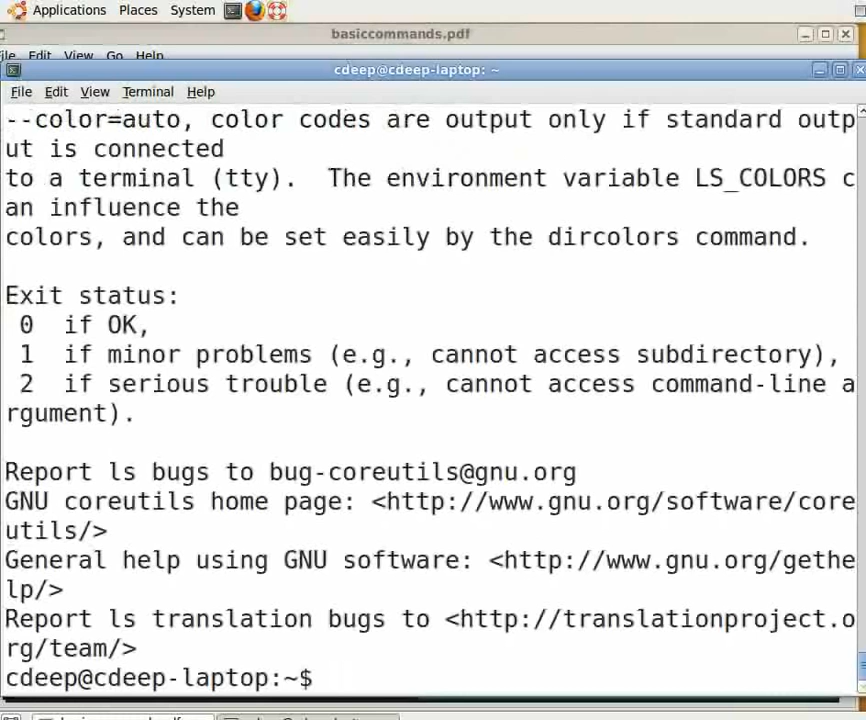 Applications Places System
basiccommands.pdf
File Edit View Go Help
cdeep@cdeep-laptop: ~
File Edit View Terminal Help
--color=auto, color codes are output only if standard outp
ut is connected
to a terminal (tty).  The environment variable LS_COLORS c
an influence the
colors, and can be set easily by the dircolors command.
Exit status:
0  if OK,
1  if minor problems (e.g., cannot access subdirectory),
2  if serious trouble (e.g., cannot access command-line a
rgument).
Report ls bugs to bug-coreutils@gnu.org
GNU coreutils home page: <http://www.gnu.org/software/core
utils/>
General help using GNU software: <http://www.gnu.org/gethe
lp/>
Report ls translation bugs to <http://translationproject.o
rg/team/>
cdeep@cdeep-laptop:~$